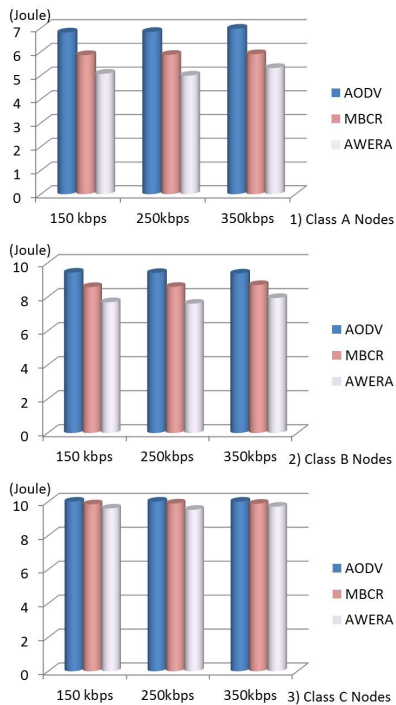 (Joule)
7
6
5
4
3
2
1
0
AODV
MBCR
AWERA
150 kbps 250kbps 350kbps
1) Class A Nodes
(Joule)
10
8
6
4
2
0
AODV
MBCR
AWERA
150 kbps 250kbps 350kbps
2) Class B Nodes
(Joule)
10
8
6
4
2
0
AODV
MBCR
AWERA
150 kbps 250kbps 350kbps
3) Class C Nodes